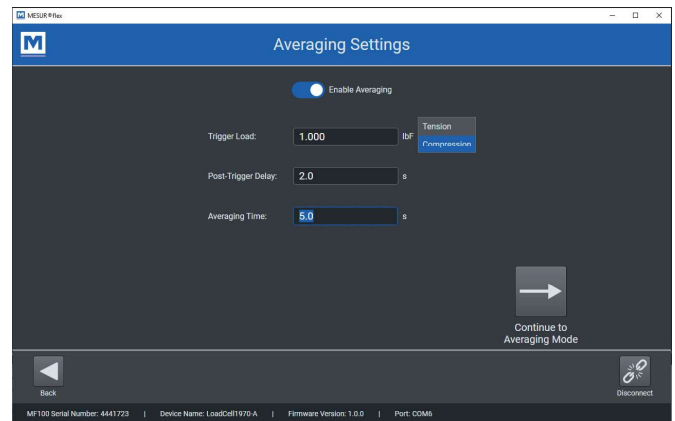 MESUR®flex
M
Averaging Settings
Enable Averaging
Trigger Load: 1.000 lbF
Tension
Compression
Post-Trigger Delay: 2.0 s
Averaging Time: 5.0 s
Continue to
Averaging Mode
Back
Disconnect
MF100 Serial Number: 4441723 | Device Name: LoadCell1970-A | Firmware Version: 1.0.0 | Port: COM6